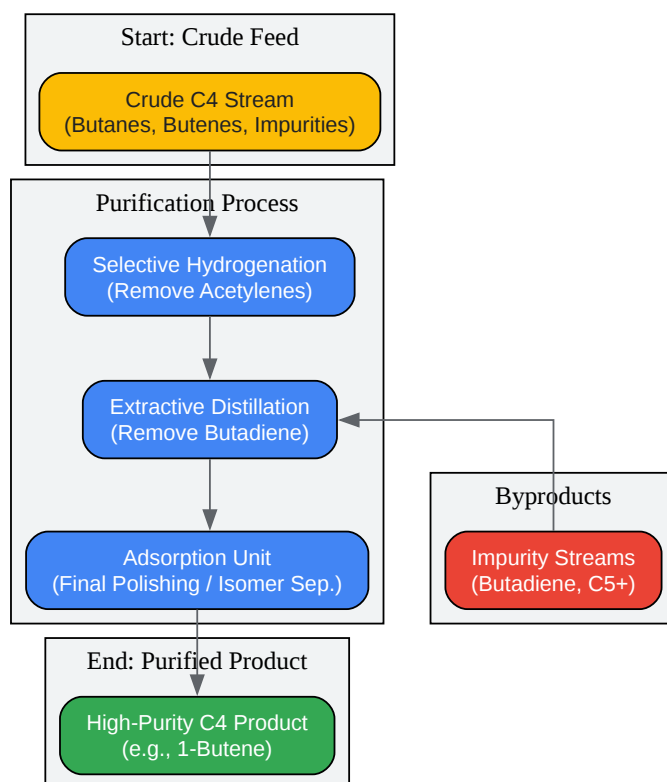 Start: Crude Feed
Crude C4 Stream
(Butanes, Butenes, Impurities)
Purification Process
Selective Hydrogenation
(Remove Acetylenes)
Extractive Distillation
(Remove Butadiene)
Byproducts
Adsorption Unit
(Final Polishing / Isomer Sep.)
Impurity Streams
(Butadiene, C5+)
End: Purified Product
High-Purity C4 Product
(e.g., 1-Butene)